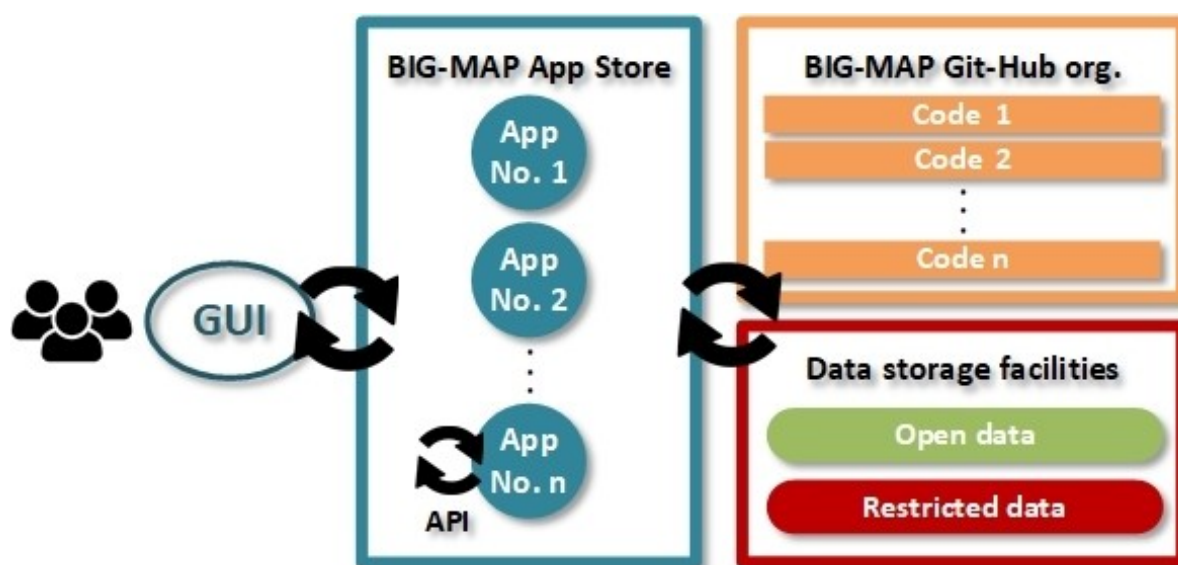 GUI
BIG-MAP App Store
App
No. 1
App
No. 2
App
No. n
API
BIG-MAP Git-Hub org.
Code 1
Code 2
Code n
Data storage facilities
Open data
Restricted data